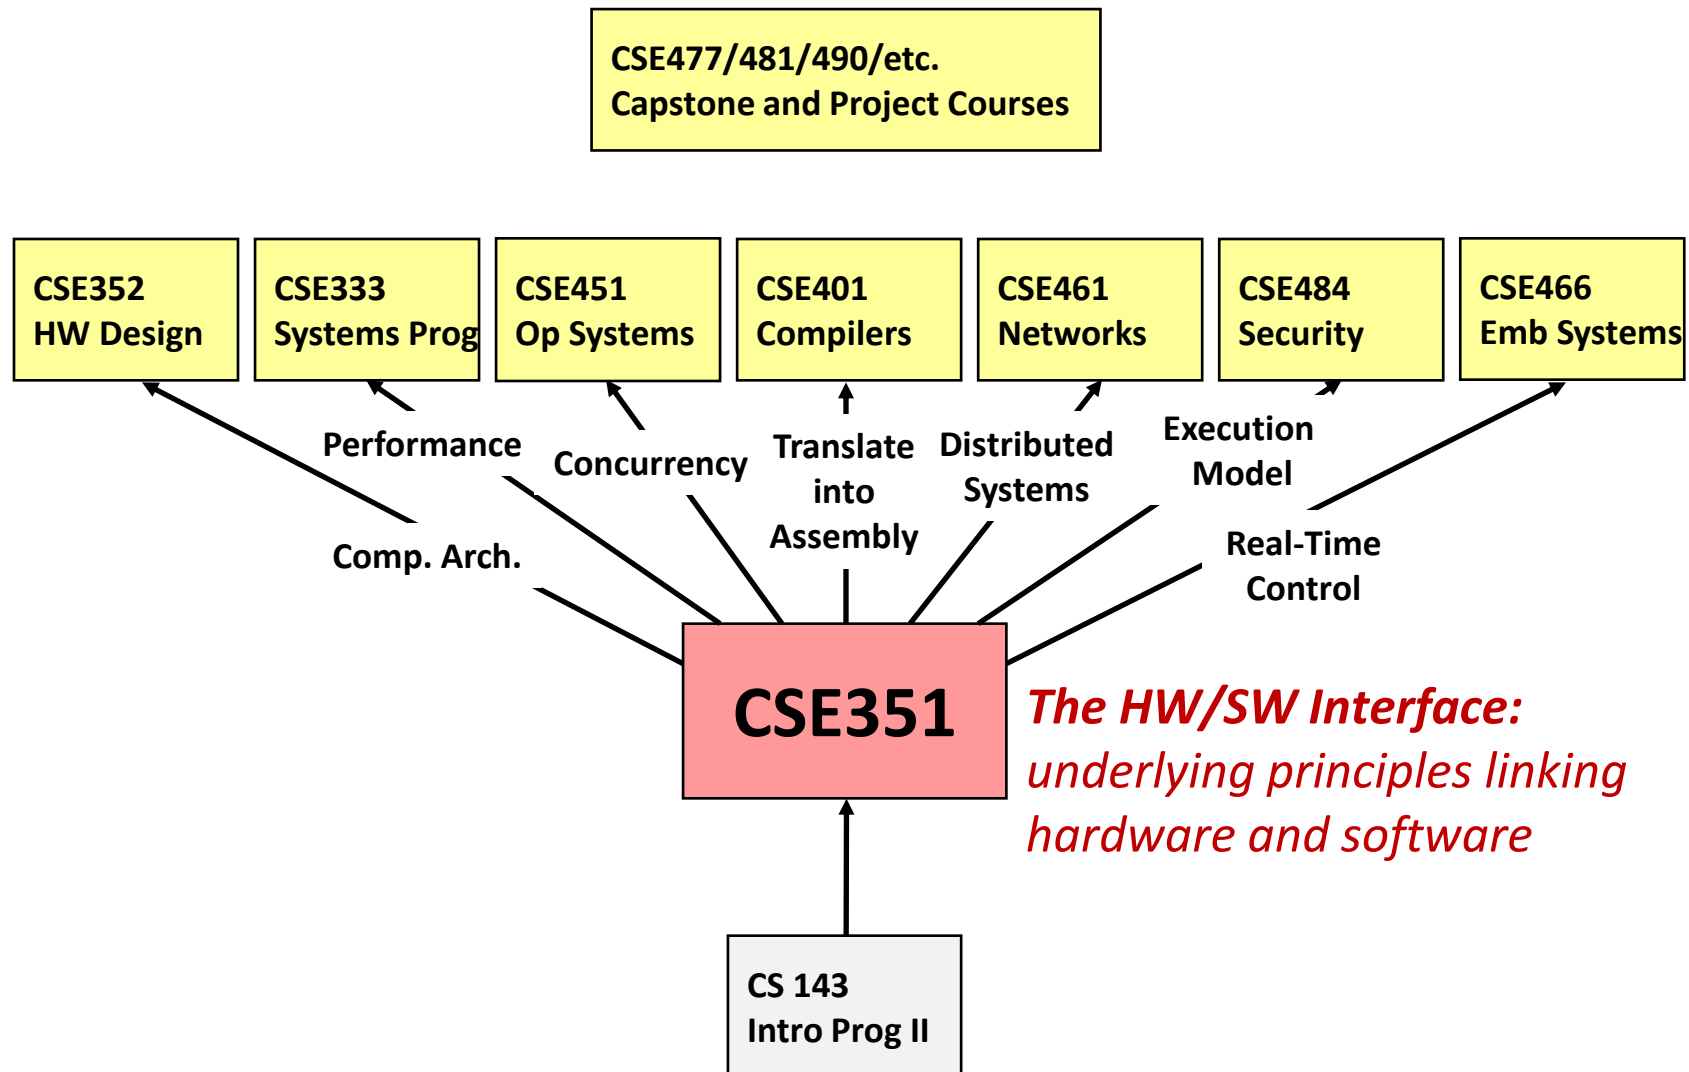 CSE477/481/490/etc.
Capstone and Project Courses
CSE352
HW Design
CSE333
Systems Prog
CSE451
Op Systems
CSE401
Compilers
CSE461
Networks
CSE484
Security
CSE466
Emb Systems
Comp. Arch.
Performance
Concurrency
Translate
into
Assembly
Distributed
Systems
Execution
Model
Real-Time
Control
CSE351
The HW/SW Interface:
underlying principles linking
hardware and software
CS 143
Intro Prog II